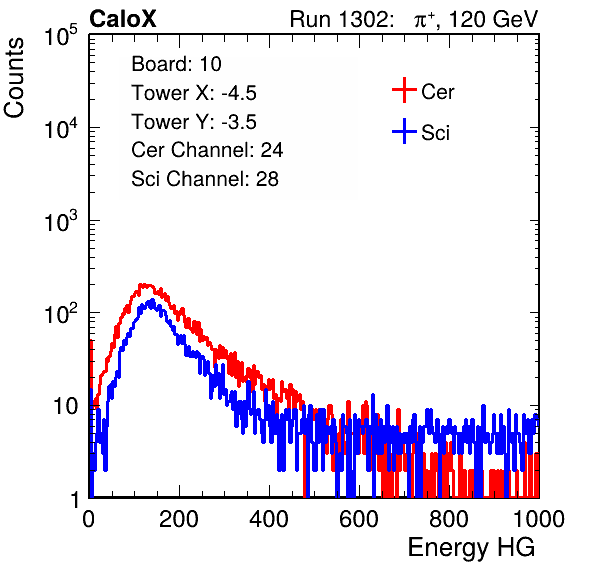 CaloX Run 1302: π⁺, 120 GeV
Board: 10
Tower X: -4.5
Tower Y: -3.5
Cer Channel: 24
Sci Channel: 28
Cer
Sci
Counts
10⁵
10⁴
10³
10²
10
1
0 200 400 600 800 1000
Energy HG